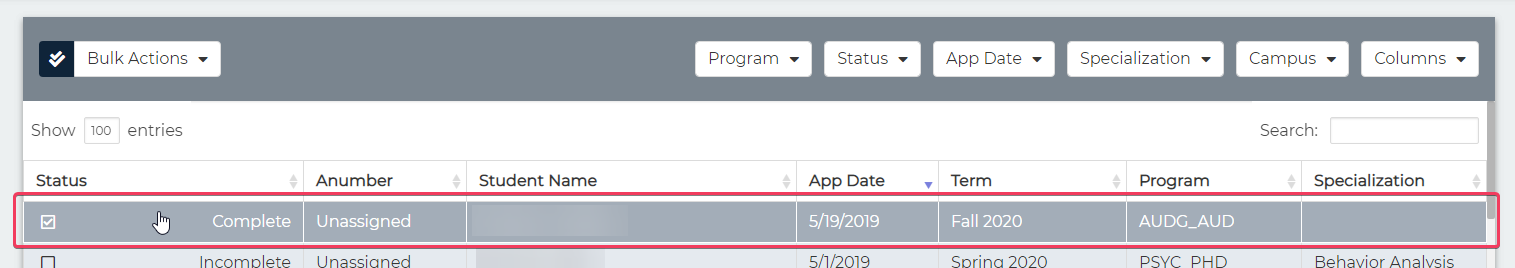 Bulk Actions Program Status App Date Specialization Campus Columns
Show 100 entries Search:
Status Anumber Student Name App Date Term Program Specialization
Complete Unassigned 5/19/2019 Fall 2020 AUDG_AUD
Incomplete Unassigned 5/1/2019 Spring 2020 PSYC_PHD Behavior Analysis